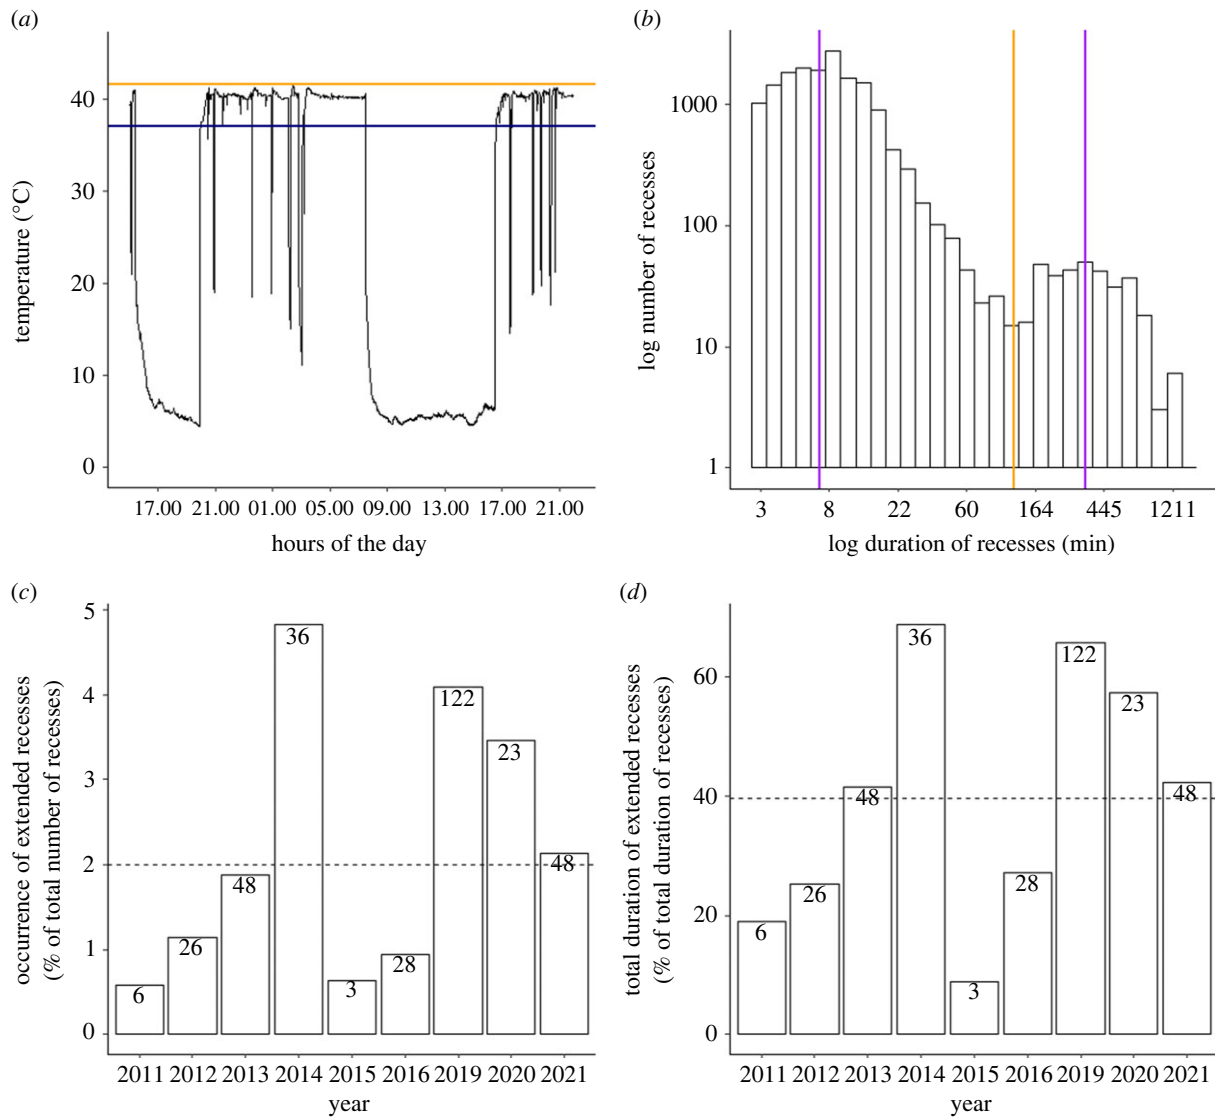 (a)
temperature (°C)
40
30
20
10
0
17.00 21.00 01.00 05.00 09.00 13.00 17.00 21.00
hours of the day
(b)
log number of recesses
1000
100
10
1
3 8 22 60 164 445 1211
log duration of recesses (min)
(c)
occurrence of extended recesses
(% of total number of recesses)
5
4
3
2
1
0
6 26 48 36 3 28 122 23 48
2011 2012 2013 2014 2015 2016 2019 2020 2021
year
(d)
total duration of extended recesses
(% of total duration of recesses)
60
40
20
0
6 26 48 36 3 28 122 23 48
2011 2012 2013 2014 2015 2016 2019 2020 2021
year